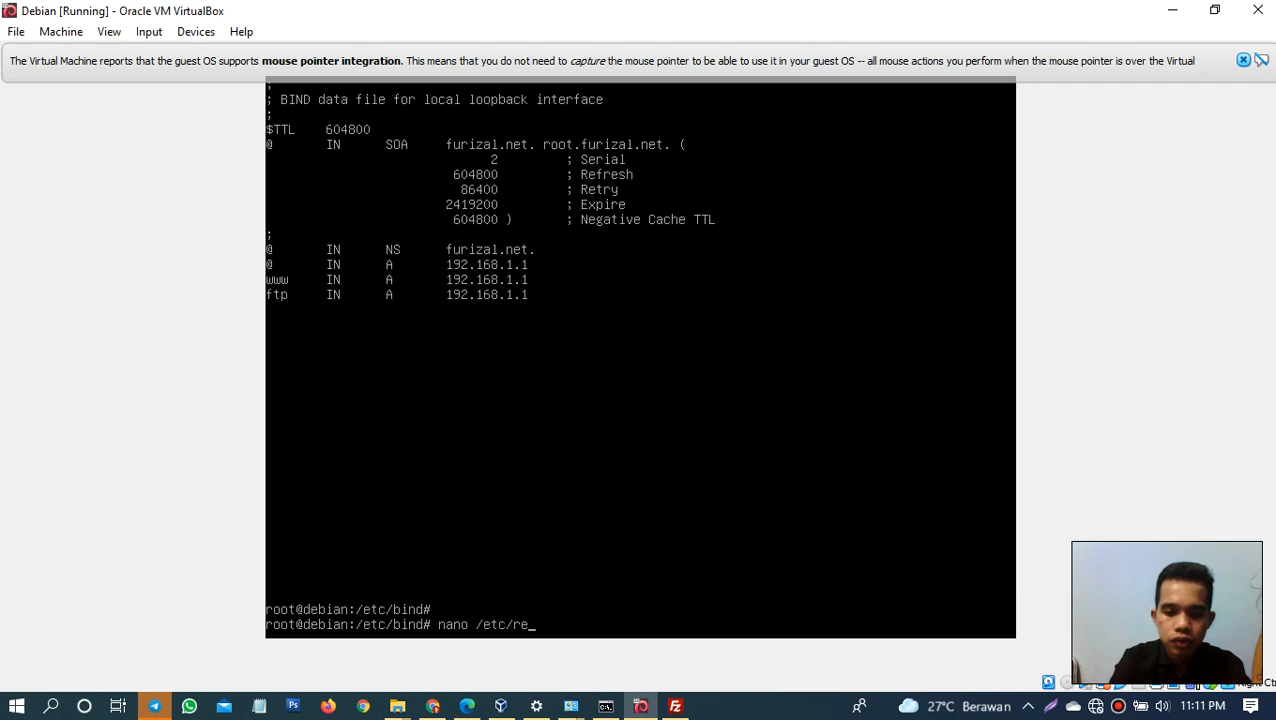 Debian [Running] - Oracle VM VirtualBox
File Machine View Input Devices Help
The Virtual Machine reports that the guest OS supports mouse pointer integration. This means that you do not need to capture the mouse pointer to be able to use it in your guest OS -- all mouse actions you perform when the mouse pointer is over the Virtual
;
; BIND data file for local loopback interface
;
$TTL 604800
@ IN SOA furizal.net. root.furizal.net. (
2 ; Serial
604800 ; Refresh
86400 ; Retry
2419200 ; Expire
604800 ) ; Negative Cache TTL
;
@ IN NS furizal.net.
@ IN A 192.168.1.1
www IN A 192.168.1.1
ftp IN A 192.168.1.1
root@debian:/etc/bind#
root@debian:/etc/bind# nano /etc/re_
27°C Berawan 11:11 PM